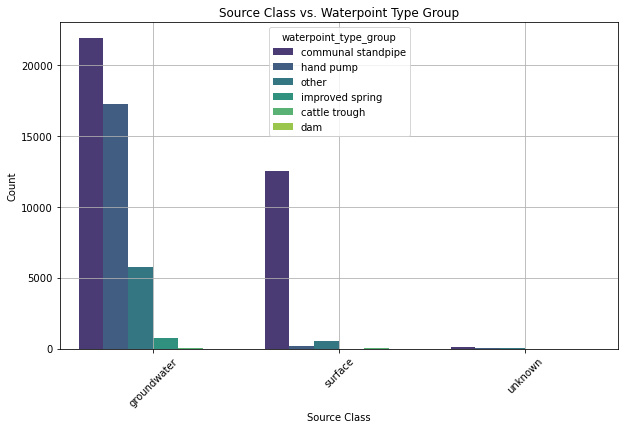 Source Class vs. Waterpoint Type Group
waterpoint_type_group
communal standpipe
hand pump
other
improved spring
cattle trough
dam
20000
15000
10000
5000
0
Count
groundwater
surface
unknown
Source Class